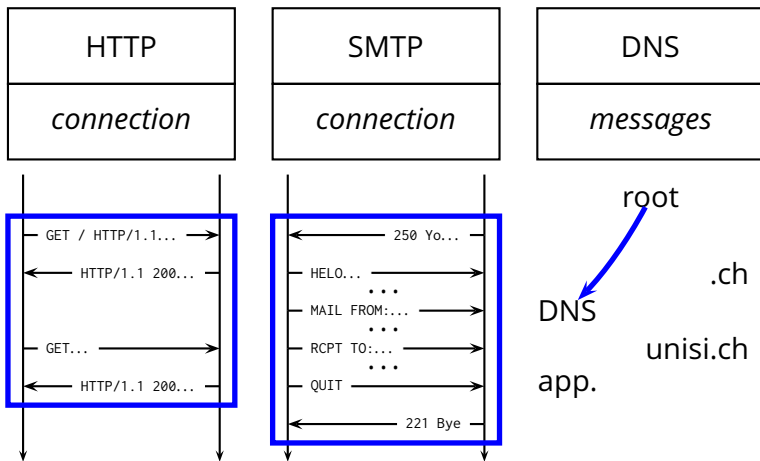 HTTP
connection
GET / HTTP/1.1...
HTTP/1.1 200...
GET...
HTTP/1.1 200...
SMTP
connection
250 Yo...
HELO...
...
MAIL FROM:...
...
RCPT TO:...
...
QUIT
221 Bye
DNS
messages
root
.ch
DNS
unisi.ch
app.